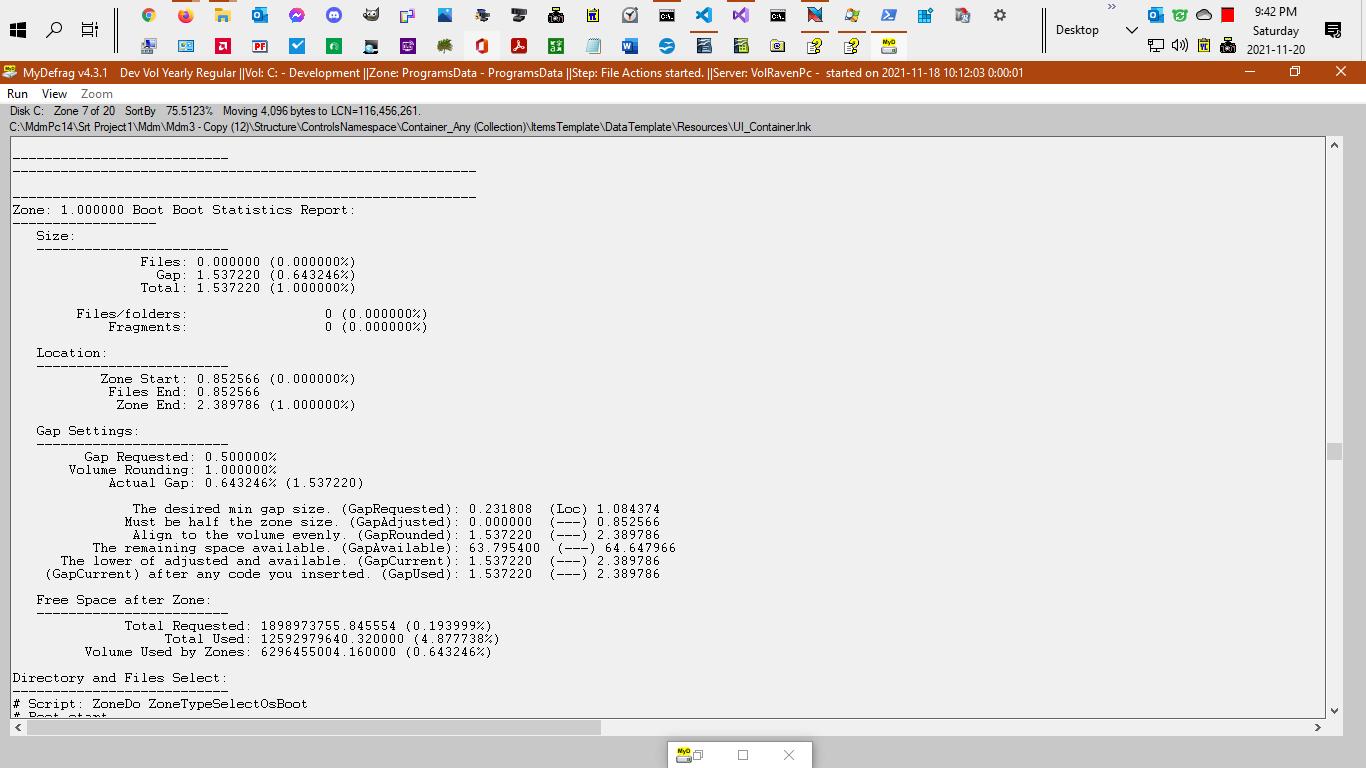 9:42 PM
Saturday
2021-11-20
Desktop
MyDefrag v4.3.1    Dev Vol Yearly Regular ||Vol: C: - Development ||Zone: ProgramsData - ProgramsData ||Step: File Actions started. ||Server: VolRavenPc -  started on 2021-11-18 10:12:03 0:00:01
Run View Zoom
Disk C:   Zone 7 of 20   SortBy   75.5123%   Moving 4,096 bytes to LCN=116,456,261.
C:\MdmPc14\Srt Project1\Mdm\Mdm3 - Copy (12)\Structure\ControlsNamespace\Container_Any (Collection)\ItemsTemplate\DataTemplate\Resources\UI_Container.lnk
---------------------------
----------------------------------------------------------
----------------------------------------------------------
Zone: 1.000000 Boot Boot Statistics Report:
------------------
Size:
------------------------
Files: 0.000000 (0.000000%)
Gap: 1.537220 (0.643246%)
Total: 1.537220 (1.000000%)
Files/folders: 0 (0.000000%)
Fragments: 0 (0.000000%)
Location:
------------------------
Zone Start: 0.852566 (0.000000%)
Files End: 0.852566
Zone End: 2.389786 (1.000000%)
Gap Settings:
------------------------
Gap Requested: 0.500000%
Volume Rounding: 1.000000%
Actual Gap: 0.643246% (1.537220)
The desired min gap size. (GapRequested): 0.231808  (Loc) 1.084374
Must be half the zone size. (GapAdjusted): 0.000000  (---) 0.852566
Align to the volume evenly. (GapRounded): 1.537220  (---) 2.389786
The remaining space available. (GapAvailable): 63.795400  (---) 64.647966
The lower of adjusted and available. (GapCurrent): 1.537220  (---) 2.389786
(GapCurrent) after any code you inserted. (GapUsed): 1.537220  (---) 2.389786
Free Space after Zone:
------------------------
Total Requested: 1898973755.845554 (0.193999%)
Total Used: 12592979640.320000 (4.877738%)
Volume Used by Zones: 6296455004.160000 (0.643246%)
Directory and Files Select:
---------------------------
# Script: ZoneDo ZoneTypeSelectOsBoot
# Boot start